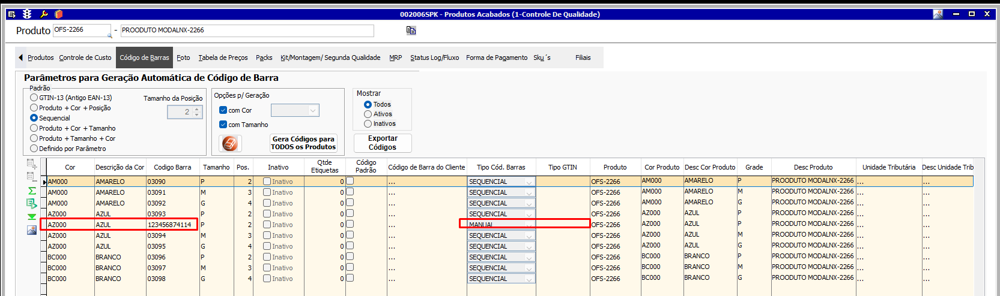 002006SPK - Produtos Acabados (1-Controle De Qualidade)
Produto OFS-2266 - PROODUTO MODALNX-2266
Produtos Controle de Custo Código de Barras Foto Tabela de Preços Packs Kit/Montagem/ Segunda Qualidade MRP Status Log/Fluxo Forma de Pagamento Sku´s Filiais
Parâmetros para Geração Automática de Código de Barra
Padrão
GTIN-13 (Antigo EAN-13)
Produto + Cor + Posição
Sequencial
Produto + Cor + Tamanho
Produto + Tamanho + Cor
Definido por Parâmetro
Tamanho da Posição
2
Opções p/ Geração
com Cor
com Tamanho
Gera Códigos para
TODOS os Produtos
Mostrar
Todos
Ativos
Inativos
Exportar
Códigos
Cor Descrição da Cor Codigo Barra Tamanho Pos. Inativo Qtde Etiquetas Código Padrão Código de Barra do Cliente Tipo Cód. Barras Tipo GTIN Produto Cor Produto Desc Cor Produto Grade Desc Produto Unidade Tributária Desc Unidade Trib
AM000 AMARELO 03090 P 2 Inativo 0 ... SEQUENCIAL OFS-2266 AM000 AMARELO P PROODUTO MODALNX-2266 ... ...
AM000 AMARELO 03091 M 3 Inativo 0 ... SEQUENCIAL OFS-2266 AM000 AMARELO M PROODUTO MODALNX-2266 ... ...
AM000 AMARELO 03092 G 4 Inativo 0 ... SEQUENCIAL OFS-2266 AM000 AMARELO G PROODUTO MODALNX-2266 ... ...
AZ000 AZUL 03093 P 2 Inativo 0 ... SEQUENCIAL OFS-2266 AZ000 AZUL P PROODUTO MODALNX-2266 ... ...
AZ000 AZUL 123456874114 P 2 Inativo 0 ... MANUAL OFS-2266 AZ000 AZUL P PROODUTO MODALNX-2266 ... ...
AZ000 AZUL 03094 M 3 Inativo 0 ... SEQUENCIAL OFS-2266 AZ000 AZUL M PROODUTO MODALNX-2266 ... ...
AZ000 AZUL 03095 G 4 Inativo 0 ... SEQUENCIAL OFS-2266 AZ000 AZUL G PROODUTO MODALNX-2266 ... ...
BC000 BRANCO 03096 P 2 Inativo 0 ... SEQUENCIAL OFS-2266 BC000 BRANCO P PROODUTO MODALNX-2266 ... ...
BC000 BRANCO 03097 M 3 Inativo 0 ... SEQUENCIAL OFS-2266 BC000 BRANCO M PROODUTO MODALNX-2266 ... ...
BC000 BRANCO 03098 G 4 Inativo 0 ... SEQUENCIAL OFS-2266 BC000 BRANCO G PROODUTO MODALNX-2266 ... ...